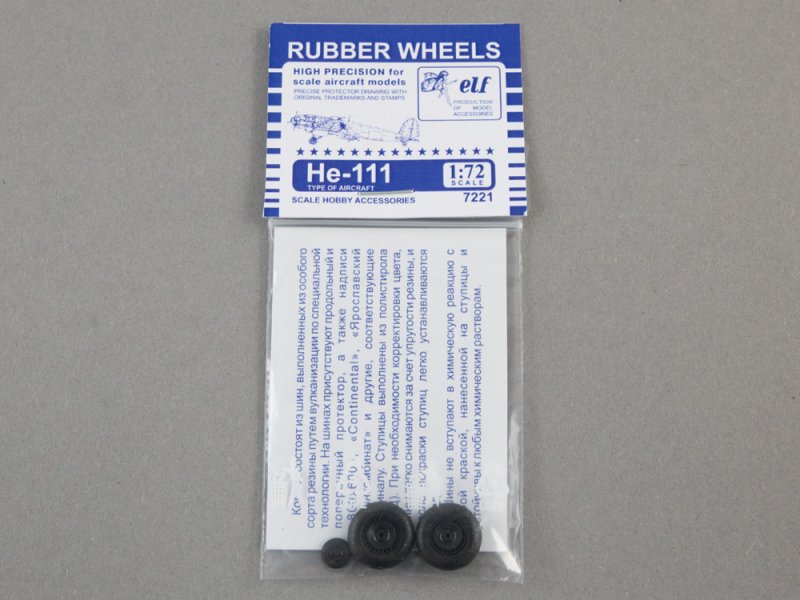 RUBBER WHEELS
HIGH PRECISION for
scale aircraft models
PRECISE PROTECTOR DRAWING WITH
ORIGINAL TRADEMARKS AND STAMPS
elf
PRODUCTION
OF MODEL
ACCESSORIES
He-111
TYPE OF AIRCRAFT
1:72
SCALE
SCALE HOBBY ACCESSORIES
7221
состоят из шин, выполненных из особого
сорта резины путем вулканизации по специальной
технологии. На шинах присутствуют продольный и
протектор, а также надписи
«Continental», «Ярославский
и другие, соответствующие
Ступицы выполнены из полистирола
При необходимости корректировки цвета,
снимаются за счет упругости резины, и
ступиц легко устанавливаются
не вступают в химическую реакцию с
краской, нанесенной на ступицы и
к любым химическим растворам.